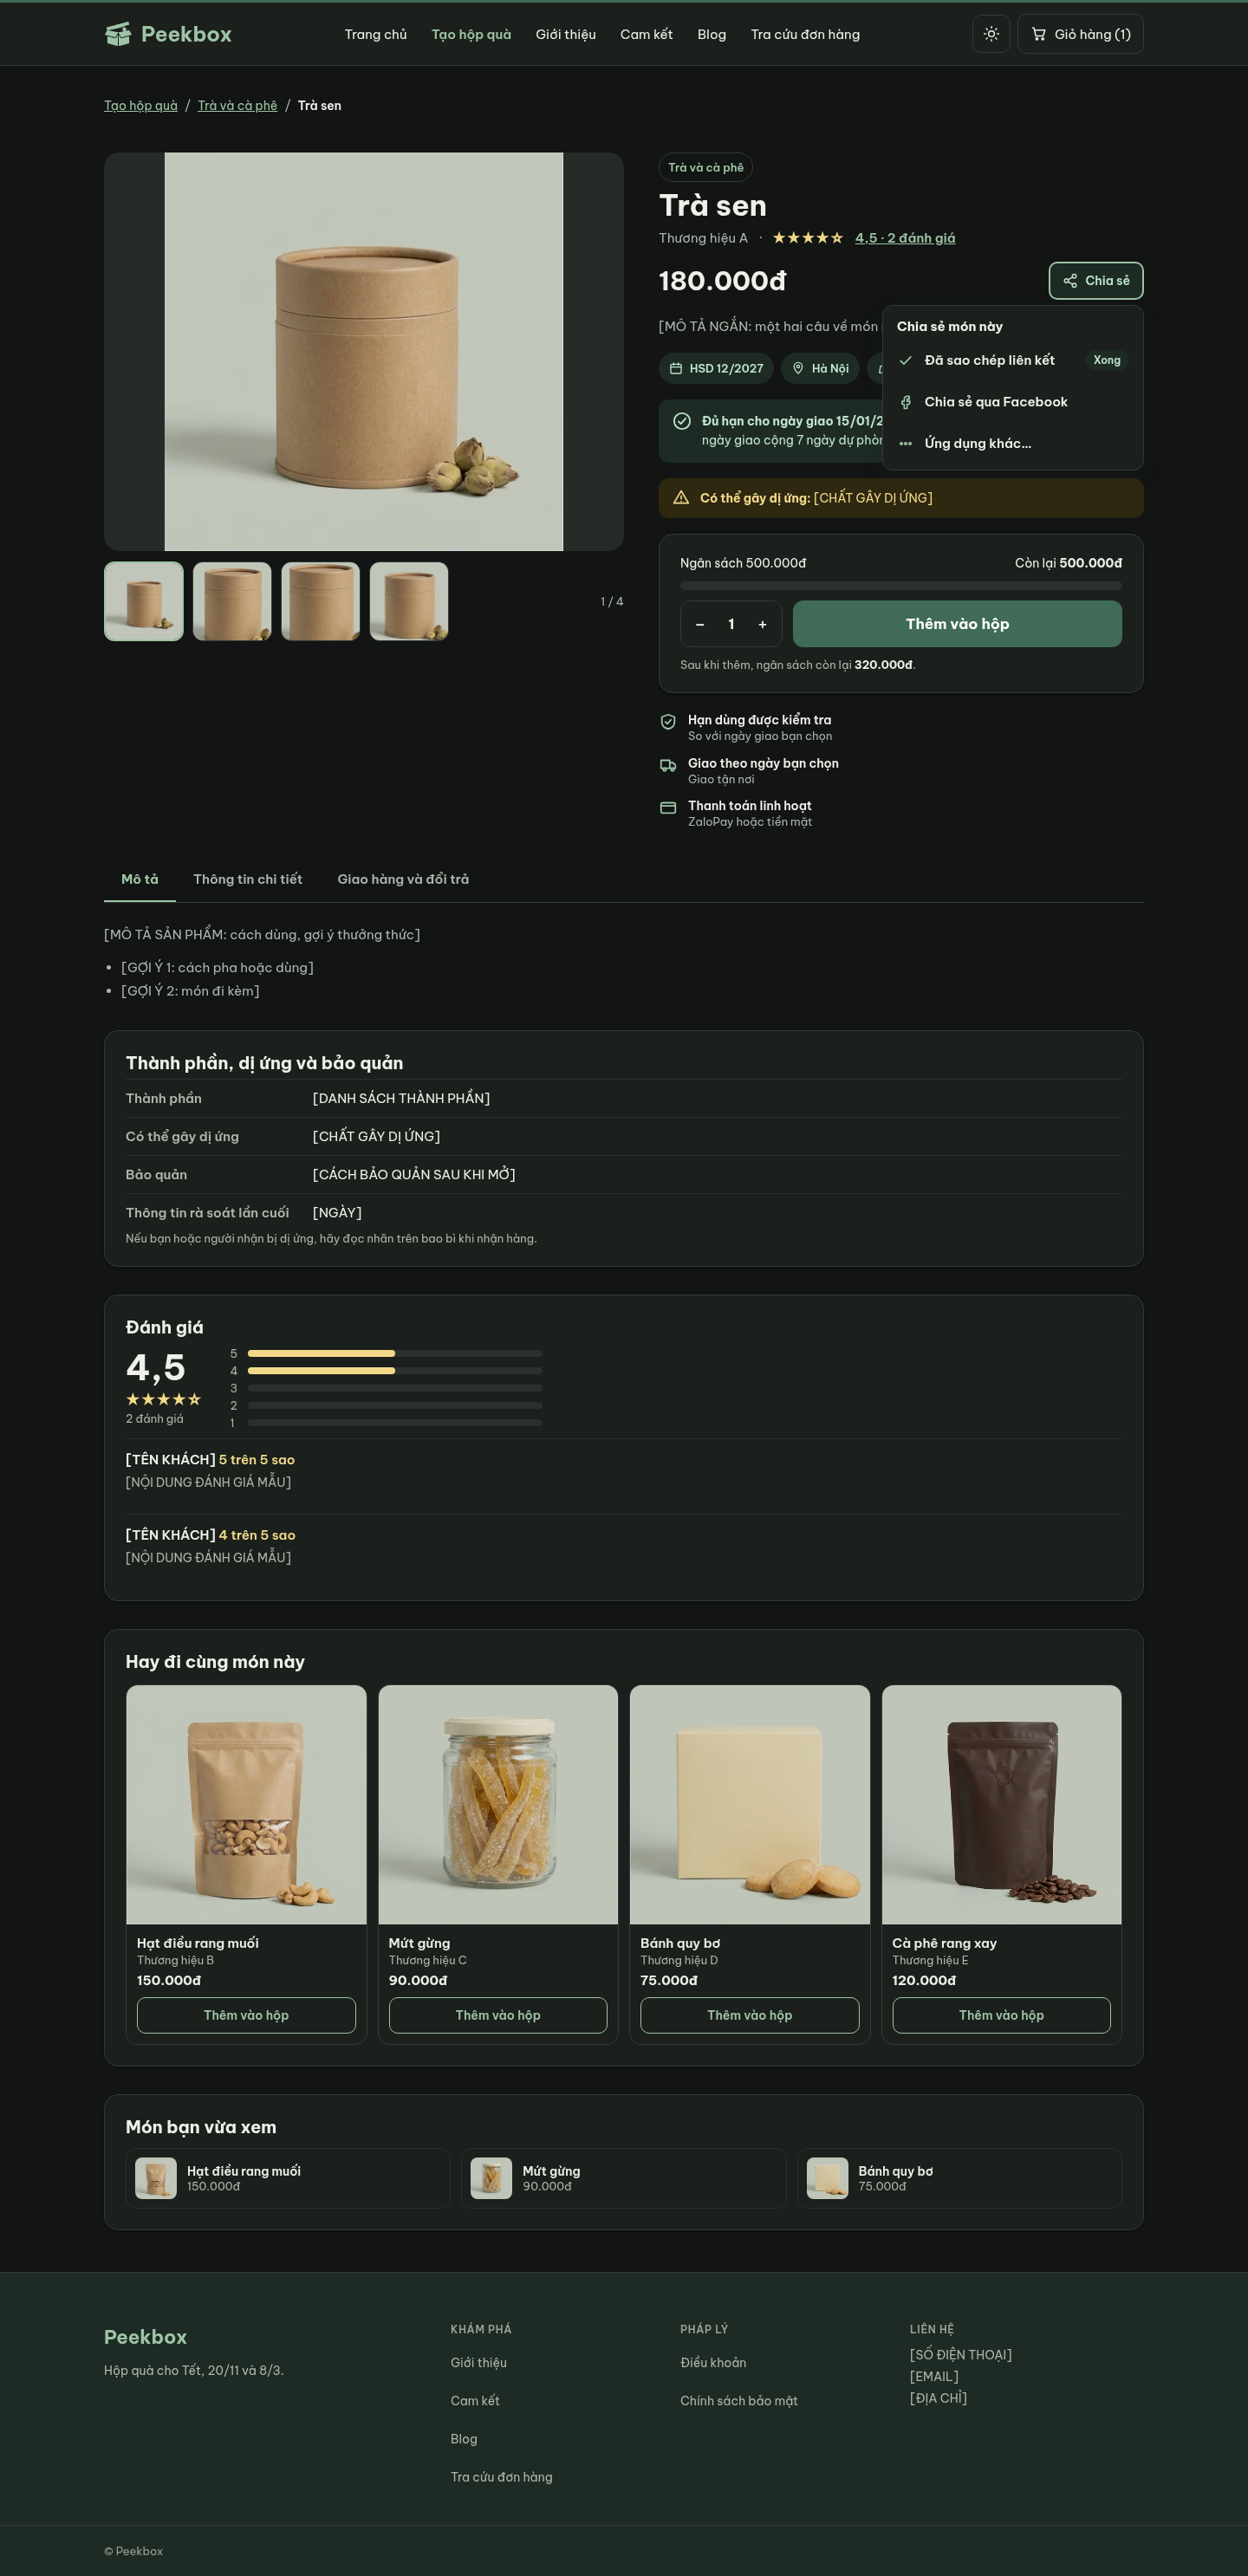 Peekbox
Trang chủ
Tạo hộp quà
Giới thiệu
Cam kết
Blog
Tra cứu đơn hàng
Giỏ hàng (1)
Tạo hộp quà / Trà và cà phê / Trà sen
Trà và cà phê
Trà sen
Thương hiệu A · ★★★★☆ 4,5 · 2 đánh giá
180.000đ
Chia sẻ
[MÔ TẢ NGẮN: một hai câu về món
Chia sẻ món này
Đã sao chép liên kết
Xong
Chia sẻ qua Facebook
Ứng dụng khác...
HSD 12/2027
Hà Nội
Đủ hạn cho ngày giao 15/01/2
ngày giao cộng 7 ngày dự phòn
Có thể gây dị ứng: [CHẤT GÂY DỊ ỨNG]
Ngân sách 500.000đ
Còn lại 500.000đ
− 1 +
Thêm vào hộp
Sau khi thêm, ngân sách còn lại 320.000đ.
1 / 4
Hạn dùng được kiểm tra
So với ngày giao bạn chọn
Giao theo ngày bạn chọn
Giao tận nơi
Thanh toán linh hoạt
ZaloPay hoặc tiền mặt
Mô tả
Thông tin chi tiết
Giao hàng và đổi trả
[MÔ TẢ SẢN PHẨM: cách dùng, gợi ý thưởng thức]
• [GỢI Ý 1: cách pha hoặc dùng]
• [GỢI Ý 2: món đi kèm]
Thành phần, dị ứng và bảo quản
Thành phần [DANH SÁCH THÀNH PHẦN]
Có thể gây dị ứng [CHẤT GÂY DỊ ỨNG]
Bảo quản [CÁCH BẢO QUẢN SAU KHI MỞ]
Thông tin rà soát lần cuối [NGÀY]
Nếu bạn hoặc người nhận bị dị ứng, hãy đọc nhãn trên bao bì khi nhận hàng.
Đánh giá
4,5
★★★★☆
2 đánh giá
5
4
3
2
1
[TÊN KHÁCH] 5 trên 5 sao
[NỘI DUNG ĐÁNH GIÁ MẪU]
[TÊN KHÁCH] 4 trên 5 sao
[NỘI DUNG ĐÁNH GIÁ MẪU]
Hay đi cùng món này
Hạt điều rang muối
Thương hiệu B
150.000đ
Thêm vào hộp
Mứt gừng
Thương hiệu C
90.000đ
Thêm vào hộp
Bánh quy bơ
Thương hiệu D
75.000đ
Thêm vào hộp
Cà phê rang xay
Thương hiệu E
120.000đ
Thêm vào hộp
Món bạn vừa xem
Hạt điều rang muối
150.000đ
Mứt gừng
90.000đ
Bánh quy bơ
75.000đ
Peekbox
Hộp quà cho Tết, 20/11 và 8/3.
KHÁM PHÁ
Giới thiệu
Cam kết
Blog
Tra cứu đơn hàng
PHÁP LÝ
Điều khoản
Chính sách bảo mật
LIÊN HỆ
[SỐ ĐIỆN THOẠI]
[EMAIL]
[ĐỊA CHỈ]
© Peekbox